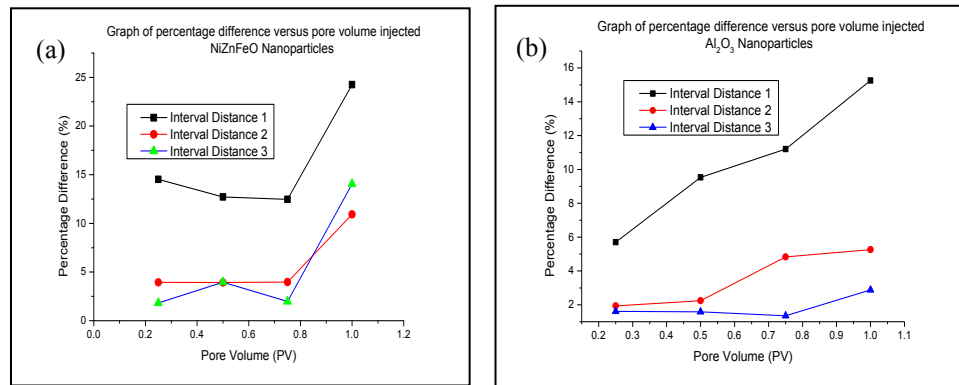 (a)
Graph of percentage difference versus pore volume injected
NiZnFeO Nanoparticles
Interval Distance 1
Interval Distance 2
Interval Distance 3
Percentage Difference (%)
25
20
15
10
5
0
0.0 0.2 0.4 0.6 0.8 1.0 1.2
Pore Volume (PV)
(b)
Graph of percentage difference versus pore volume injected
Al₂O₃ Nanoparticles
Interval Distance 1
Interval Distance 2
Interval Distance 3
Percentage Difference (%)
16
14
12
10
8
6
4
2
0.2 0.3 0.4 0.5 0.6 0.7 0.8 0.9 1.0 1.1
Pore Volume (PV)